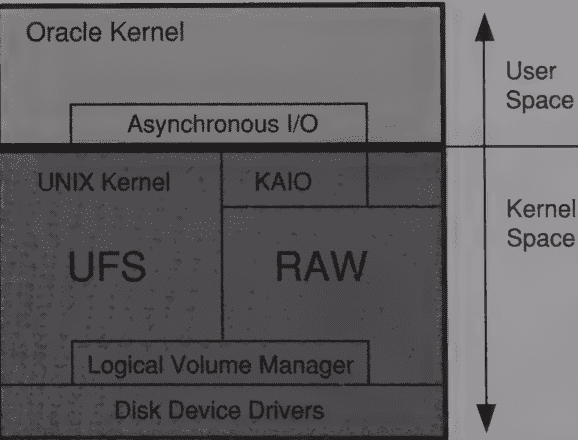 Oracle Kernel
Asynchronous I/O
User
Space
UNIX Kernel
KAIO
Kernel
Space
UFS
RAW
Logical Volume Manager
Disk Device Drivers